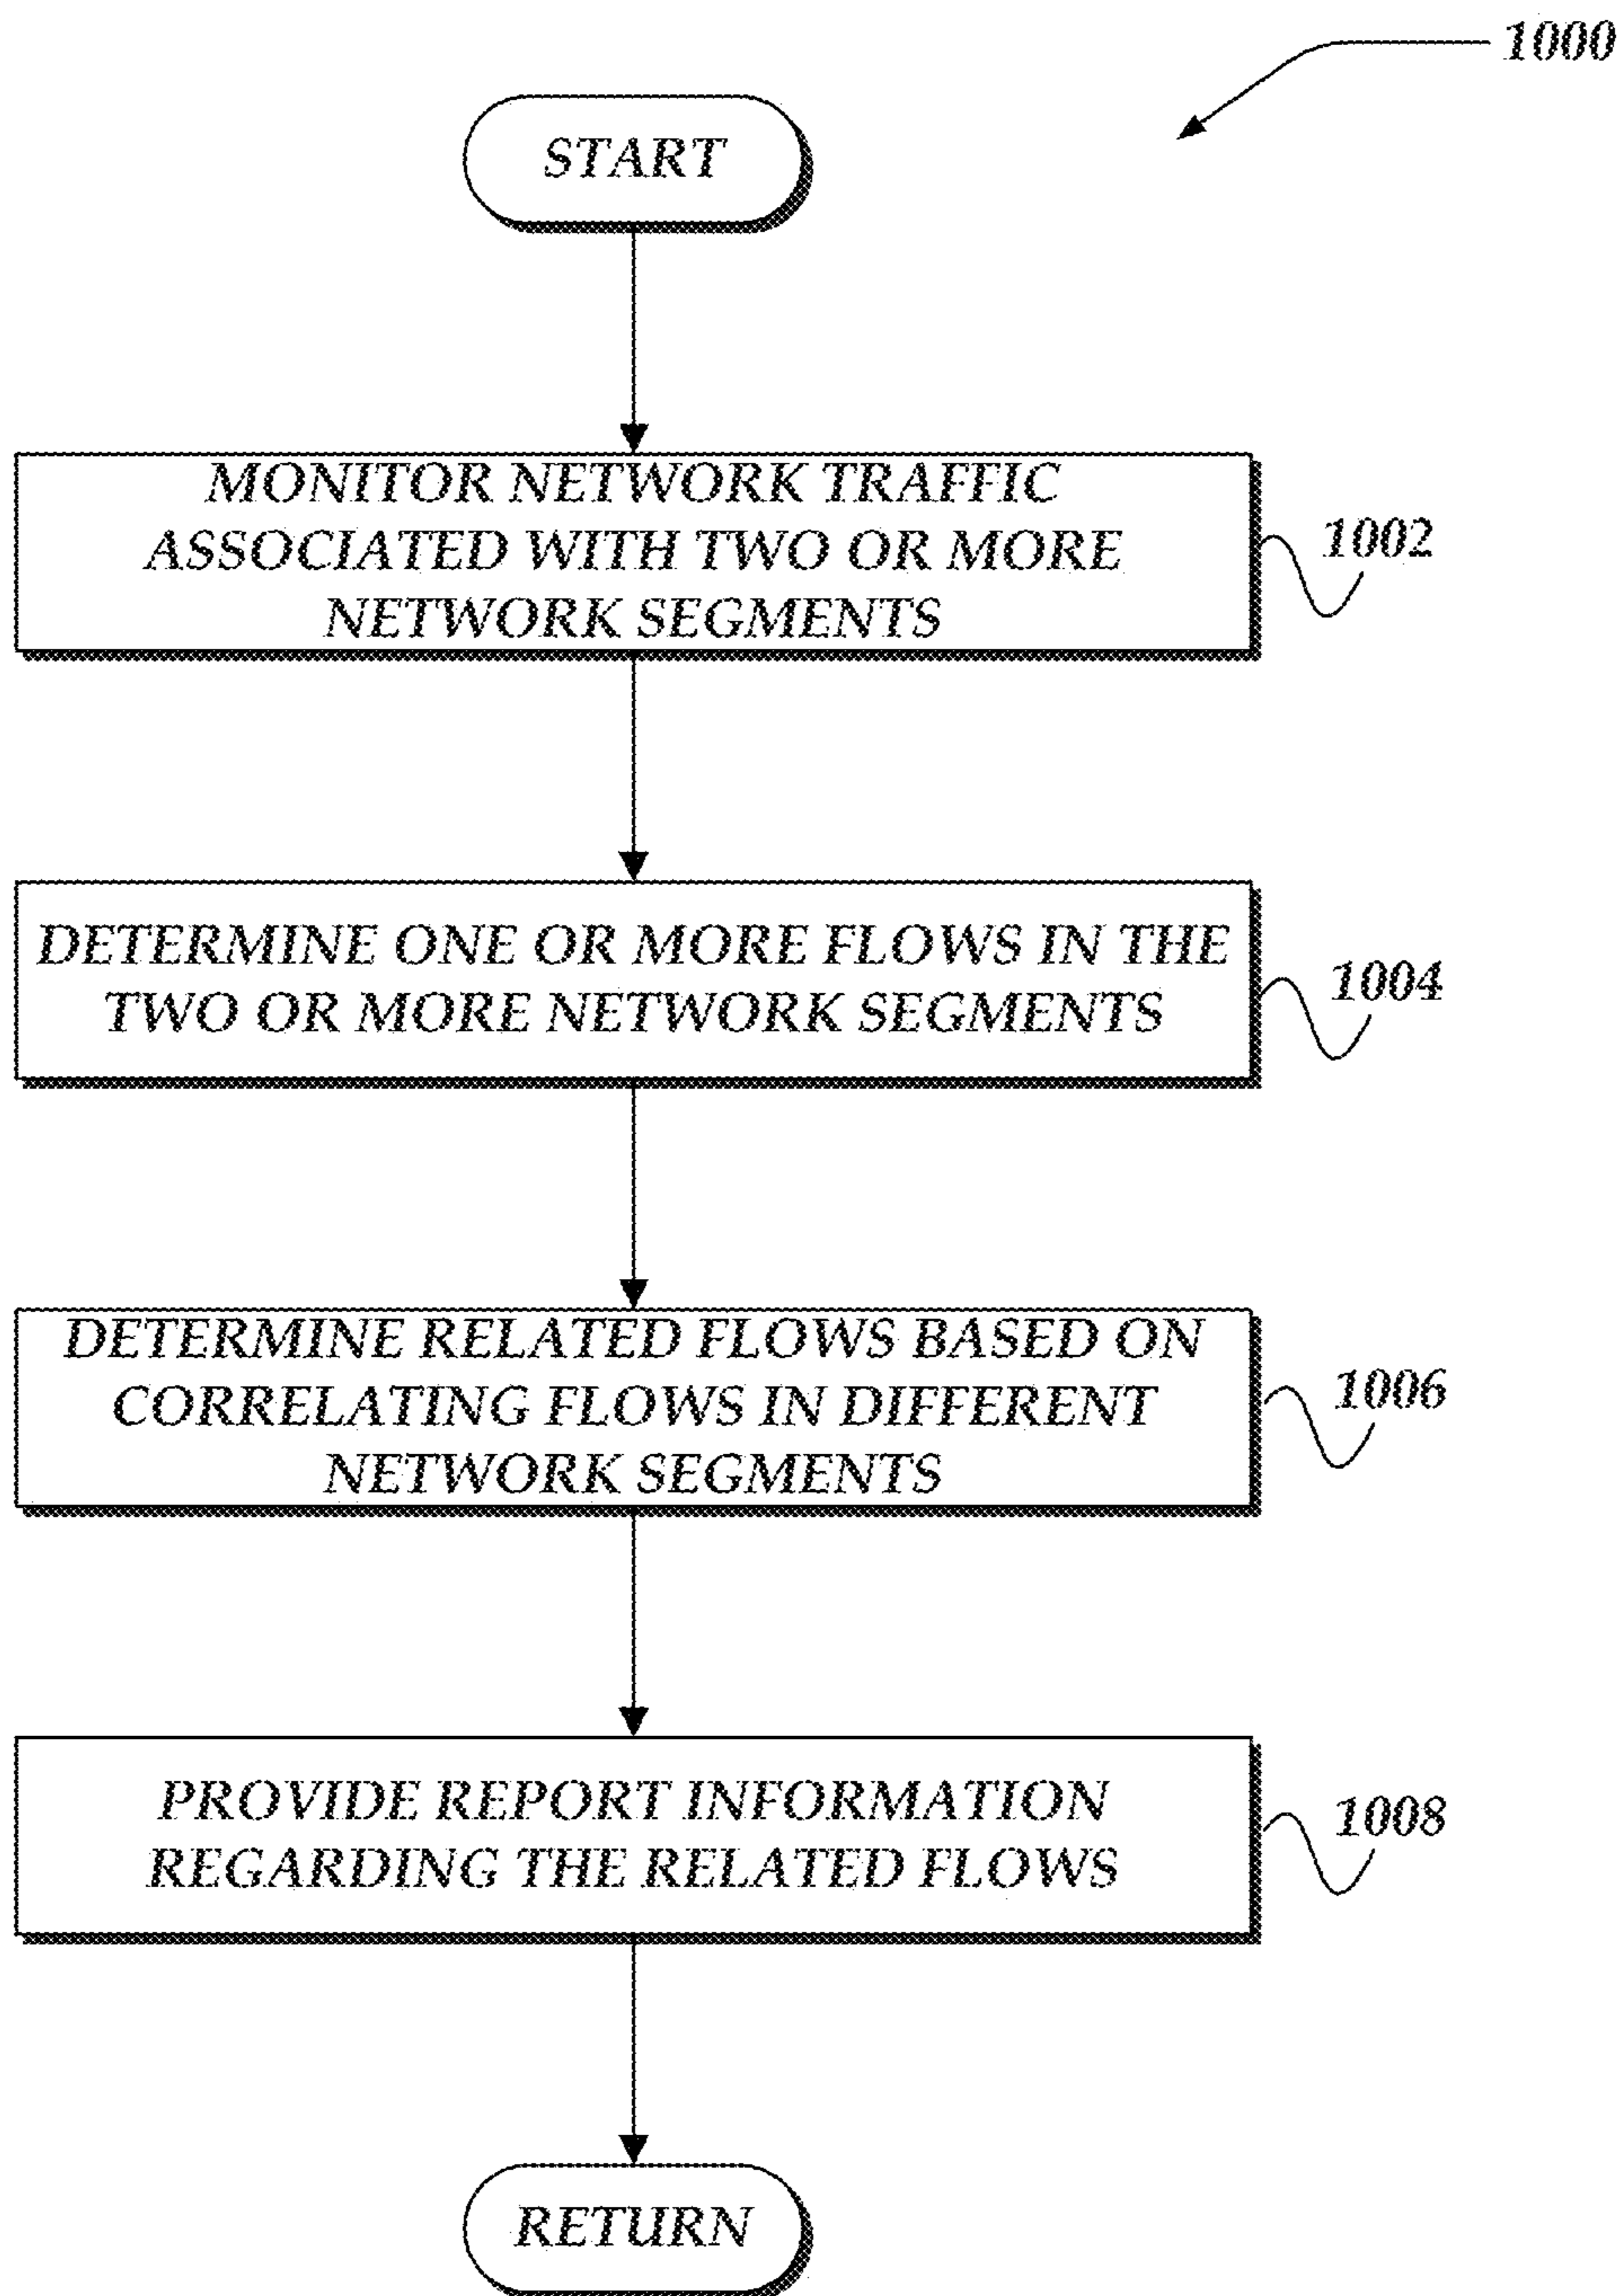 1000
START
MONITOR NETWORK TRAFFIC
ASSOCIATED WITH TWO OR MORE
NETWORK SEGMENTS
1002
DETERMINE ONE OR MORE FLOWS IN THE
TWO OR MORE NETWORK SEGMENTS
1004
DETERMINE RELATED FLOWS BASED ON
CORRELATING FLOWS IN DIFFERENT
NETWORK SEGMENTS
1006
PROVIDE REPORT INFORMATION
REGARDING THE RELATED FLOWS
1008
RETURN